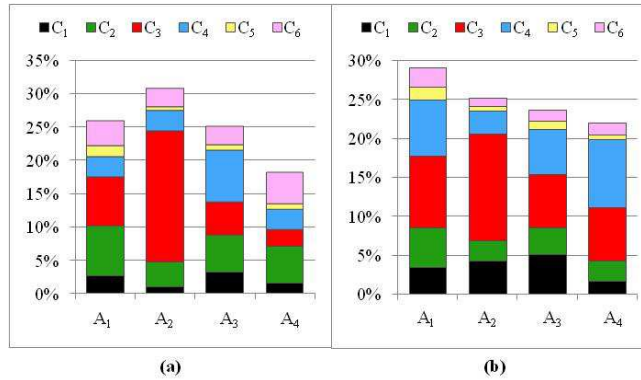 C₁ C₂ C₃ C₄ C₅ C₆
35%
30%
25%
20%
15%
10%
5%
0%
A₁ A₂ A₃ A₄
(a)
C₁ C₂ C₃ C₄ C₅ C₆
30%
25%
20%
15%
10%
5%
0%
A₁ A₂ A₃ A₄
(b)